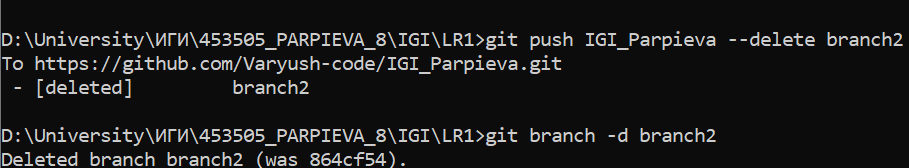 D:\University\ИГИ\453505_PARPIEVA_8\IGI\LR1>git push IGI_Parpieva --delete branch2
To https://github.com/Varyush-code/IGI_Parpieva.git
 - [deleted]         branch2
D:\University\ИГИ\453505_PARPIEVA_8\IGI\LR1>git branch -d branch2
Deleted branch branch2 (was 864cf54).